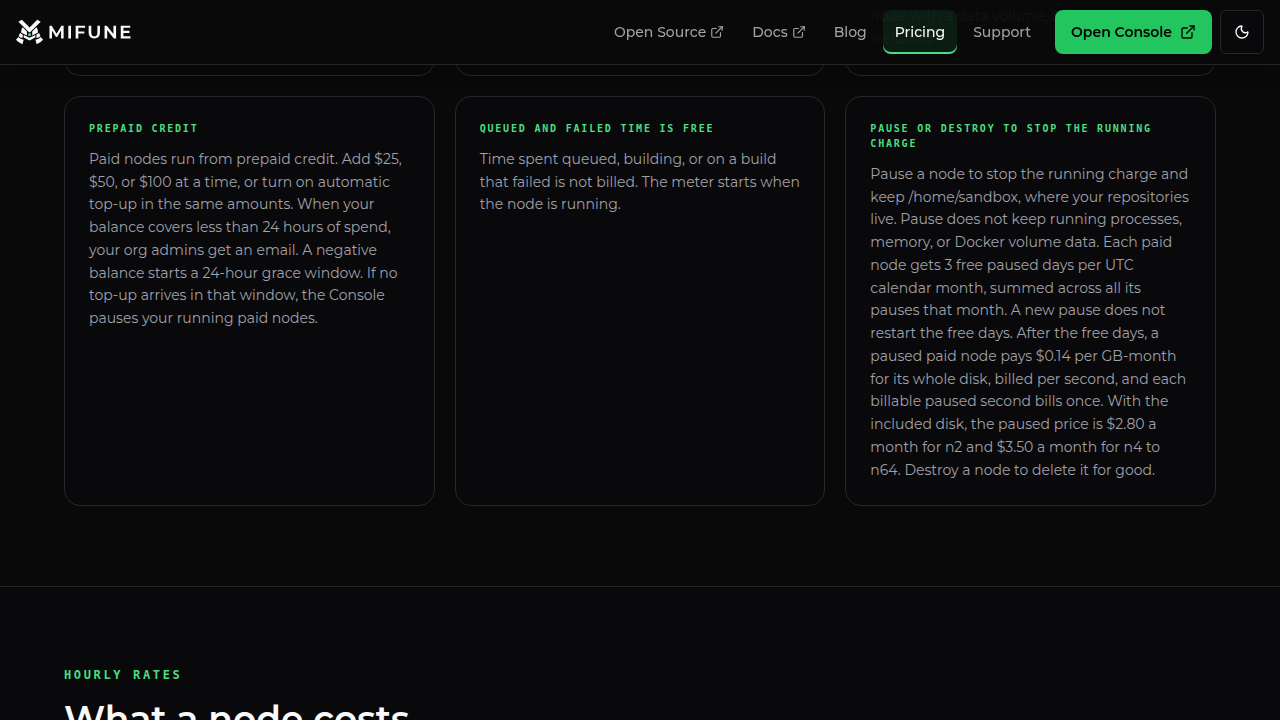 MIFUNE
Open Source
Docs
Blog
Pricing
Support
Open Console
PREPAID CREDIT
Paid nodes run from prepaid credit. Add $25,
$50, or $100 at a time, or turn on automatic
top-up in the same amounts. When your
balance covers less than 24 hours of spend,
your org admins get an email. A negative
balance starts a 24-hour grace window. If no
top-up arrives in that window, the Console
pauses your running paid nodes.
QUEUED AND FAILED TIME IS FREE
Time spent queued, building, or on a build
that failed is not billed. The meter starts when
the node is running.
PAUSE OR DESTROY TO STOP THE RUNNING
CHARGE
Pause a node to stop the running charge and
keep /home/sandbox, where your repositories
live. Pause does not keep running processes,
memory, or Docker volume data. Each paid
node gets 3 free paused days per UTC
calendar month, summed across all its
pauses that month. A new pause does not
restart the free days. After the free days, a
paused paid node pays $0.14 per GB-month
for its whole disk, billed per second, and each
billable paused second bills once. With the
included disk, the paused price is $2.80 a
month for n2 and $3.50 a month for n4 to
n64. Destroy a node to delete it for good.
HOURLY RATES
What a node costs